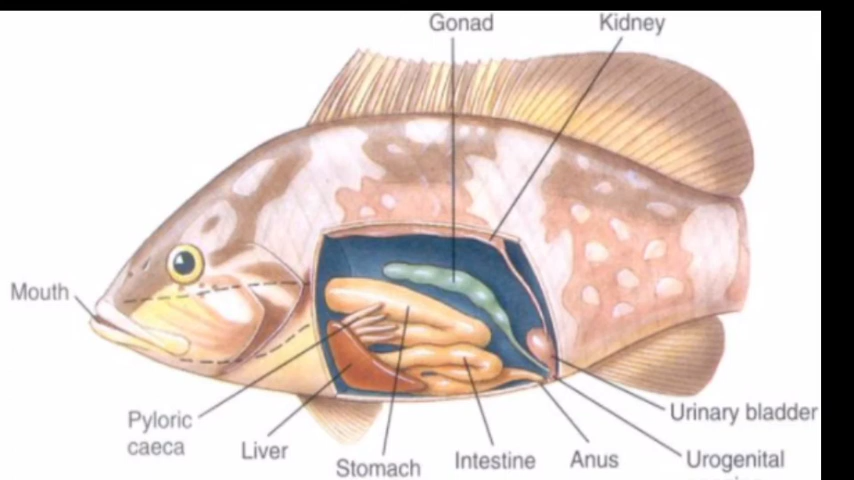 Gonad
Kidney
Mouth
Pyloric
caeca
Liver
Stomach
Intestine
Anus
Urinary bladder
Urogenital